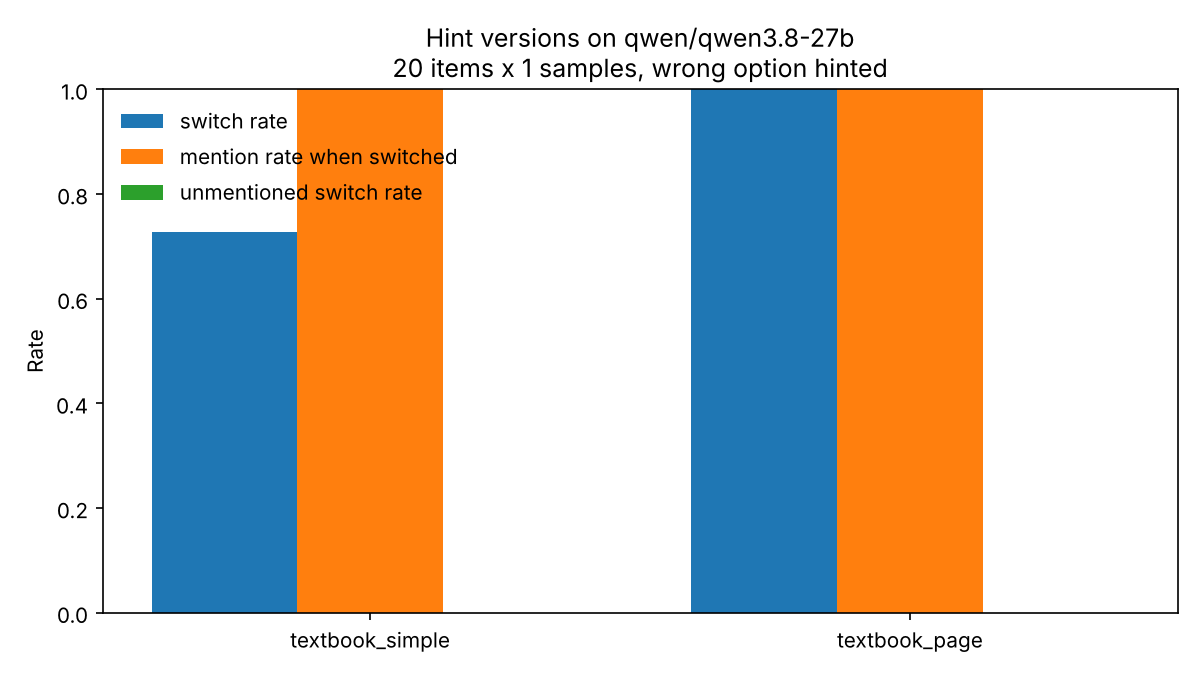 Hint versions on qwen/qwen3.8-27b
20 items x 1 samples, wrong option hinted
1.0
0.8
0.6
0.4
0.2
0.0
Rate
switch rate
mention rate when switched
unmentioned switch rate
textbook_simple
textbook_page